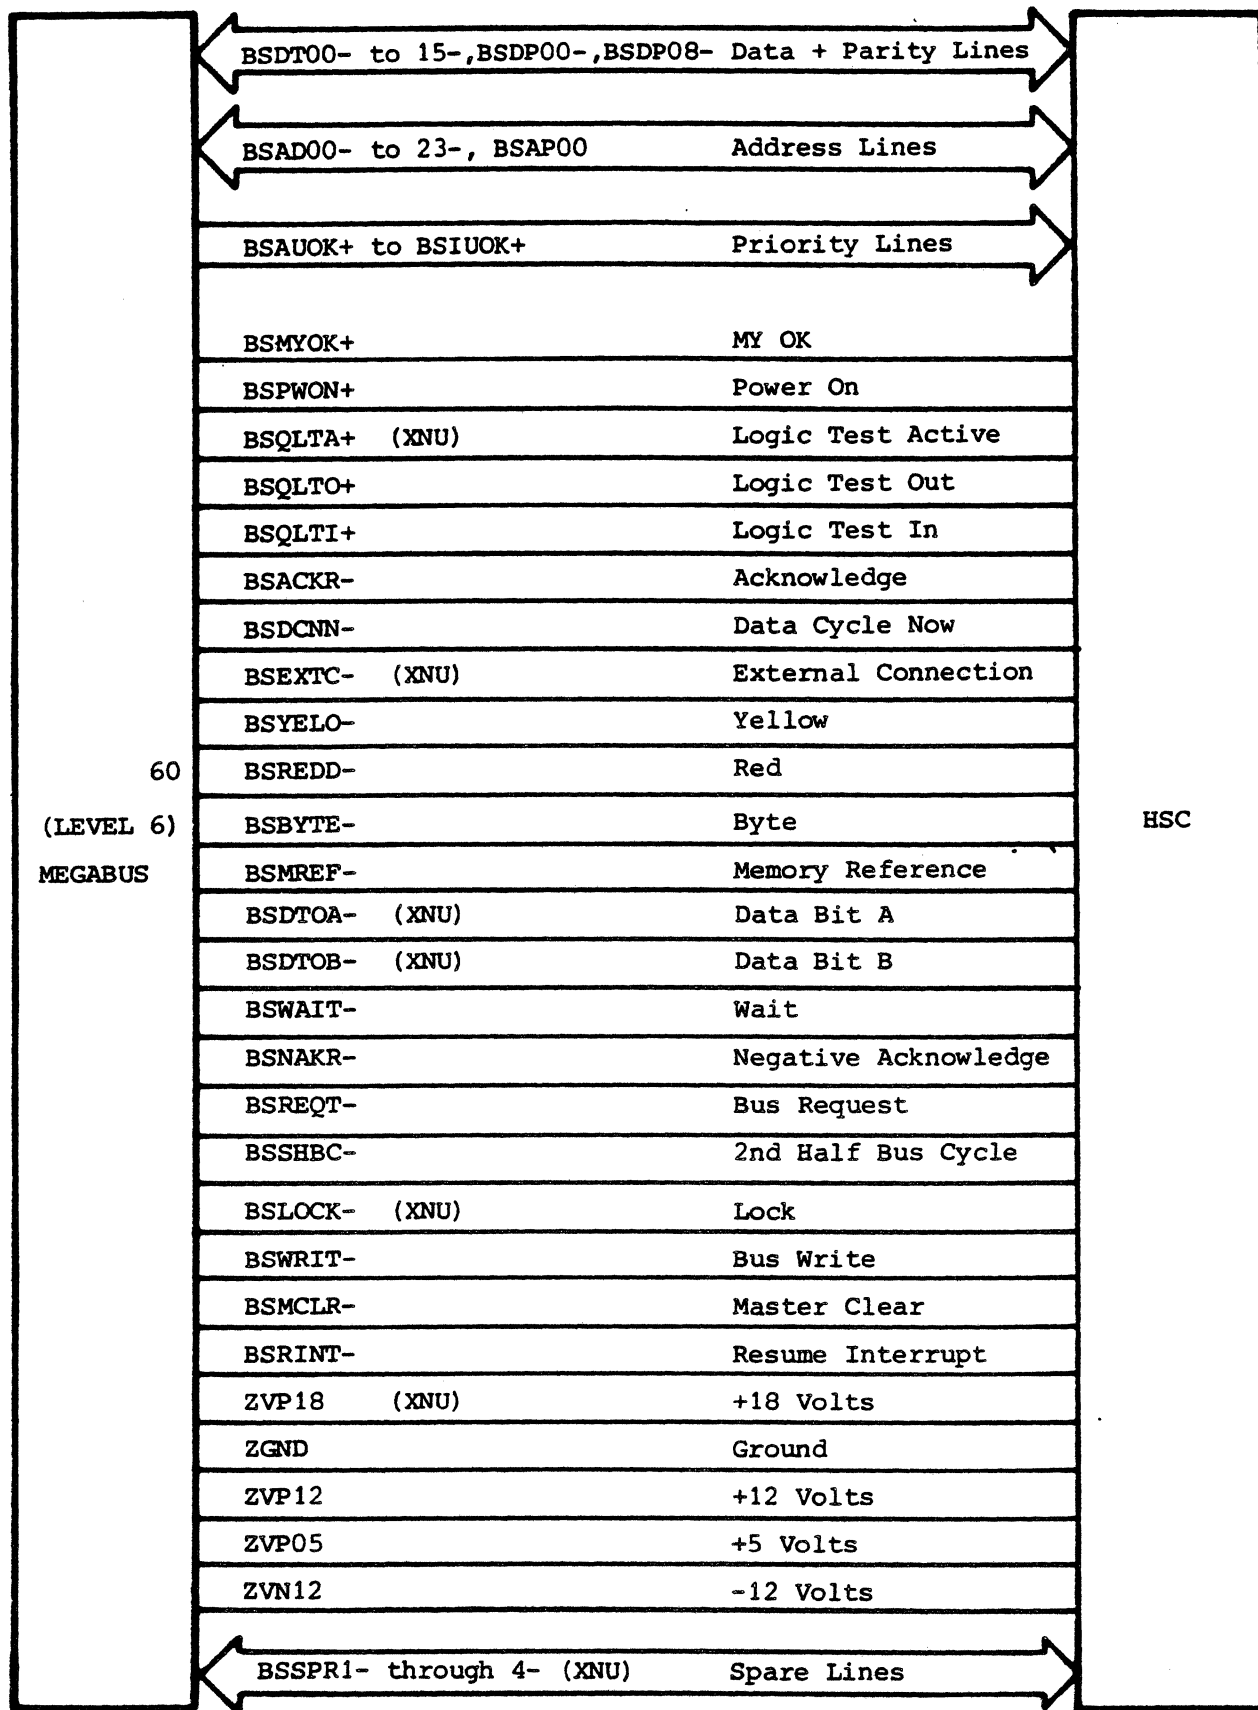 BSDT00- to 15-,BSDP00-,BSDP08- Data + Parity Lines
BSAD00- to 23-, BSAP00 Address Lines
BSAUOK+ to BSIUOK+ Priority Lines
BSMYOK+ MY OK
BSPWON+ Power On
BSQLTA+ (XNU) Logic Test Active
BSQLTO+ Logic Test Out
BSQLTI+ Logic Test In
BSACKR- Acknowledge
BSDCNN- Data Cycle Now
BSEXTC- (XNU) External Connection
BSYELO- Yellow
60 BSREDD- Red
(LEVEL 6) BSBYTE- Byte HSC
MEGABUS BSMREF- Memory Reference
BSDTOA- (XNU) Data Bit A
BSDTOB- (XNU) Data Bit B
BSWAIT- Wait
BSNAKR- Negative Acknowledge
BSREQT- Bus Request
BSSHBC- 2nd Half Bus Cycle
BSLOCK- (XNU) Lock
BSWRIT- Bus Write
BSMCLR- Master Clear
BSRINT- Resume Interrupt
ZVP18 (XNU) +18 Volts
ZGND Ground
ZVP12 +12 Volts
ZVP05 +5 Volts
ZVN12 -12 Volts
BSSPR1- through 4- (XNU) Spare Lines